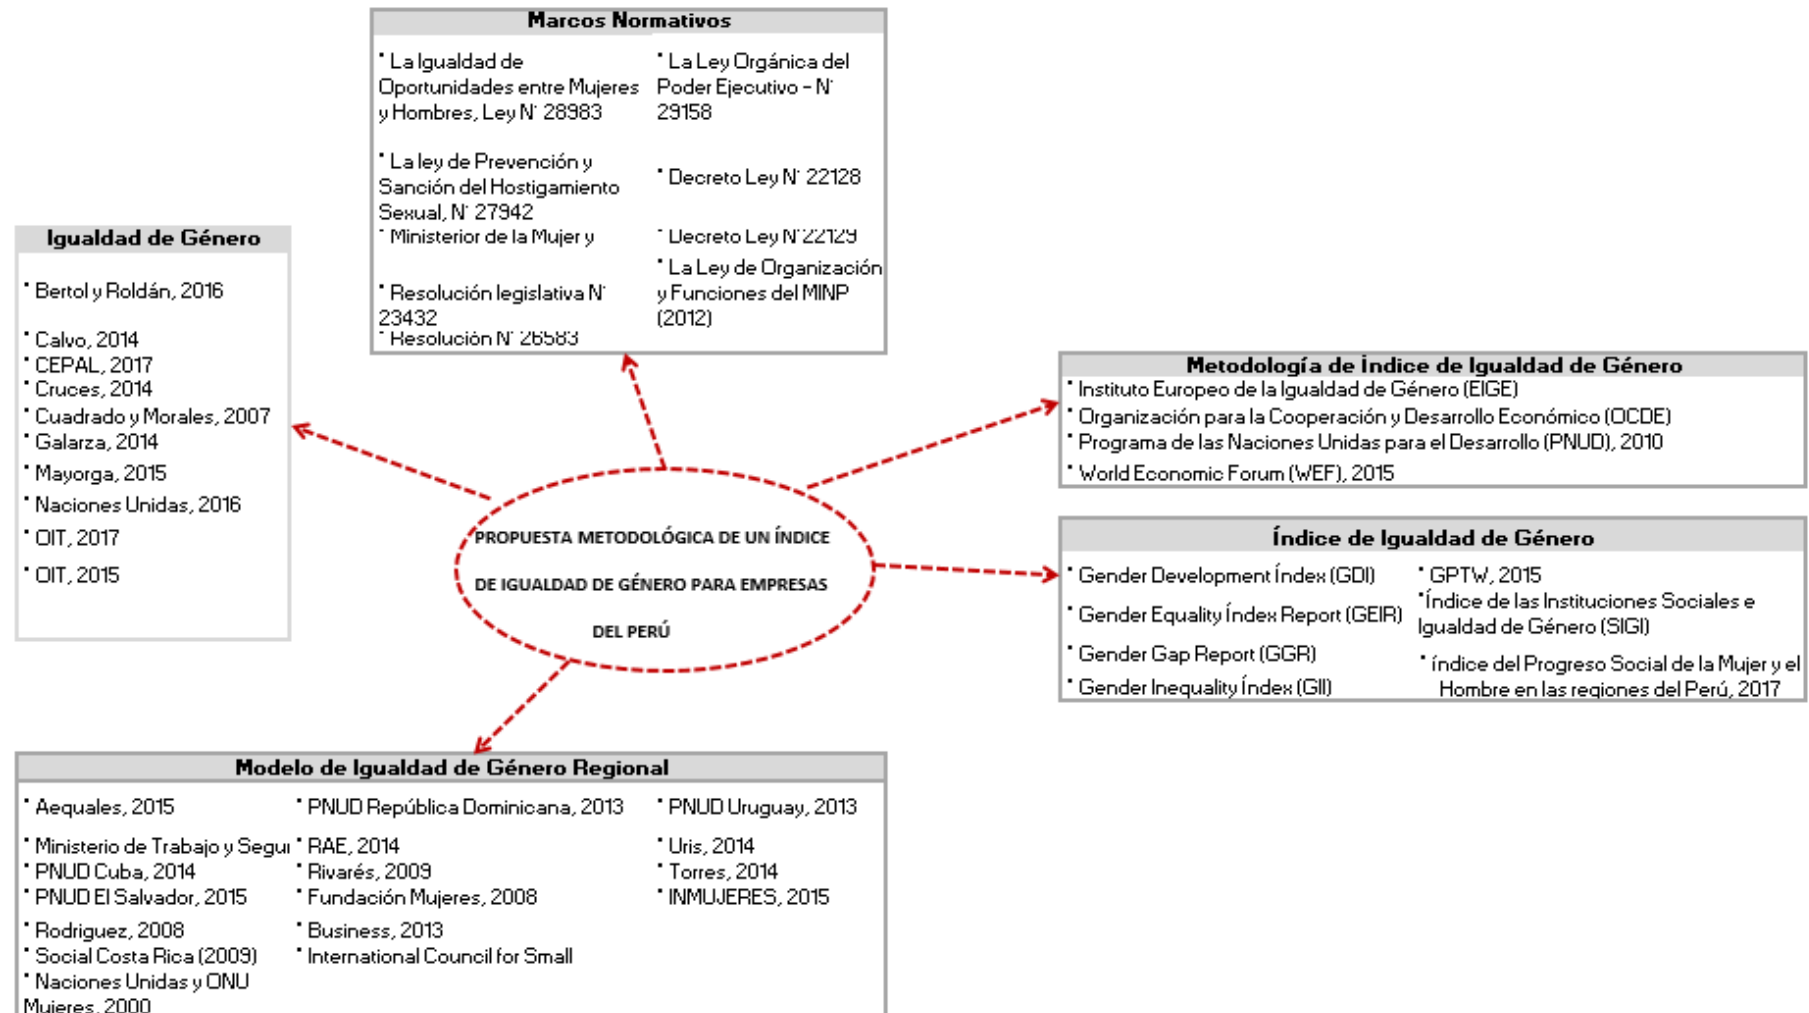 Marcos Normativos
* La Igualdad de
Oportunidades entre Mujeres
y Hombres, Ley N° 28983
* La Ley Orgánica del
Poder Ejecutivo - N°
29158
* La ley de Prevención y
Sanción del Hostigamiento
Sexual, N° 27942
* Decreto Ley N° 22128
* Ministerior de la Mujer y
* Decreto Ley N°22129
* Resolución legislativa N°
23432
* La Ley de Organización
y Funciones del MINP
(2012)
* Resolución N° 26583
Igualdad de Género
* Bertol y Roldán, 2016
* Calvo, 2014
* CEPAL, 2017
* Cruces, 2014
* Cuadrado y Morales, 2007
* Galarza, 2014
* Mayorga, 2015
* Naciones Unidas, 2016
* OIT, 2017
* OIT, 2015
Metodología de Índice de Igualdad de Género
* Instituto Europeo de la Igualdad de Género (EIGE)
* Organización para la Cooperación y Desarrollo Económico (OCDE)
* Programa de las Naciones Unidas para el Desarrollo (PNUD), 2010
* World Economic Forum (WEF), 2015
PROPUESTA METODOLÓGICA DE UN ÍNDICE
DE IGUALDAD DE GÉNERO PARA EMPRESAS
DEL PERÚ
Índice de Igualdad de Género
* Gender Development Índex (GDI)
* Gender Equality Índex Report (GEIR)
* Gender Gap Report (GGR)
* Gender Inequality Índex (GII)
* GPTW, 2015
*Índice de las Instituciones Sociales e
Igualdad de Género (SIGI)
* índice del Progreso Social de la Mujer y el
Hombre en las regiones del Perú, 2017
Modelo de Igualdad de Género Regional
* Aequales, 2015
* Ministerio de Trabajo y Segui
* PNUD Cuba, 2014
* PNUD El Salvador, 2015
* Rodriguez, 2008
* Social Costa Rica (2009)
* Naciones Unidas y ONU
Mujeres, 2000
* PNUD República Dominicana, 2013
* RAE, 2014
* Rivarés, 2009
* Fundación Mujeres, 2008
* Business, 2013
* International Council for Small
* PNUD Uruguay, 2013
* Uris, 2014
* Torres, 2014
* INMUJERES, 2015